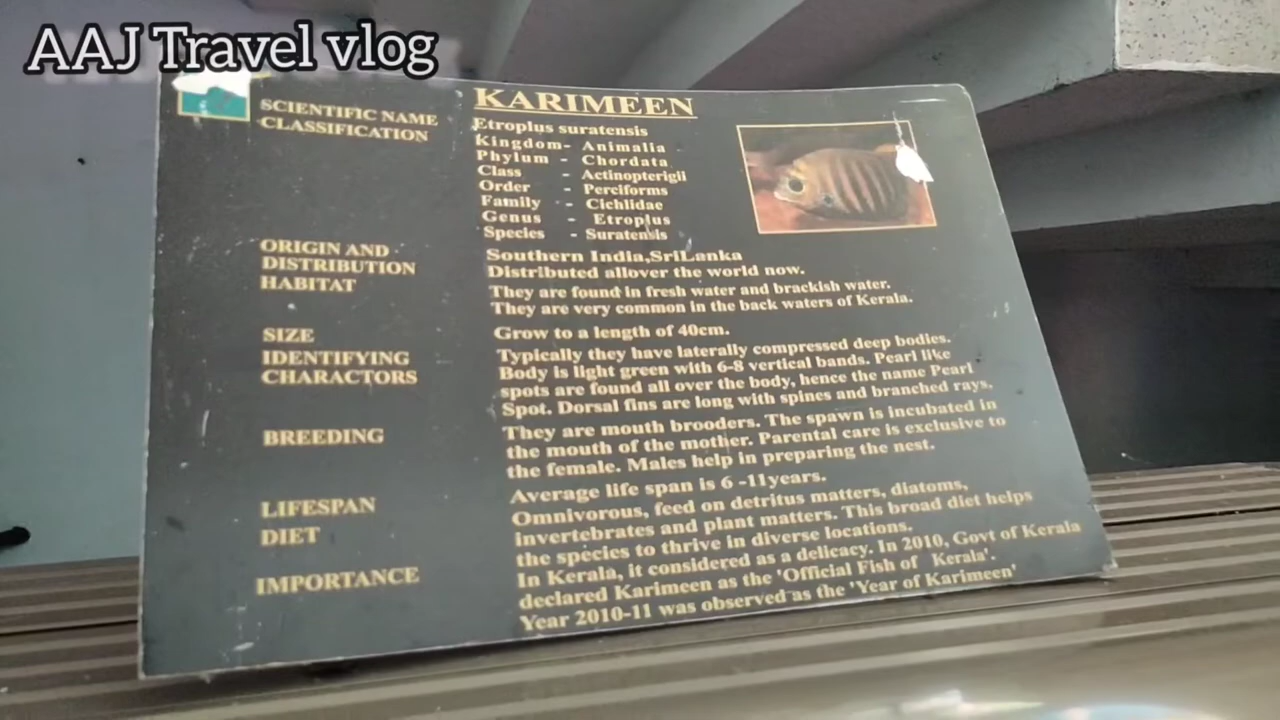 AAJ Travel vlog
KARIMEEN
SCIENTIFIC NAME Etroplus suratensis
CLASSIFICATION Kingdom- Animalia
Phylum - Chordata
Class - Actinopterigii
Order - Perciforms
Family - Cichlidae
Genus - Etroplus
Species - Suratensis
ORIGIN AND Southern India,SriLanka
DISTRIBUTION Distributed allover the world now.
HABITAT They are found in fresh water and brackish water.
They are very common in the back waters of Kerala.
SIZE Grow to a length of 40cm.
IDENTIFYING Typically they have laterally compressed deep bodies.
CHARACTORS Body is light green with 6-8 vertical bands. Pearl like
spots are found all over the body, hence the name Pearl
Spot. Dorsal fins are long with spines and branched rays.
BREEDING They are mouth brooders. The spawn is incubated in
the mouth of the mother. Parental care is exclusive to
the female. Males help in preparing the nest.
LIFESPAN Average life span is 6 -11years.
DIET Omnivorous, feed on detritus matters, diatoms,
invertebrates and plant matters. This broad diet helps
the species to thrive in diverse locations.
IMPORTANCE In Kerala, it considered as a delicacy. In 2010, Govt of Kerala
declared Karimeen as the 'Official Fish of Kerala'.
Year 2010-11 was observed as the 'Year of Karimeen'